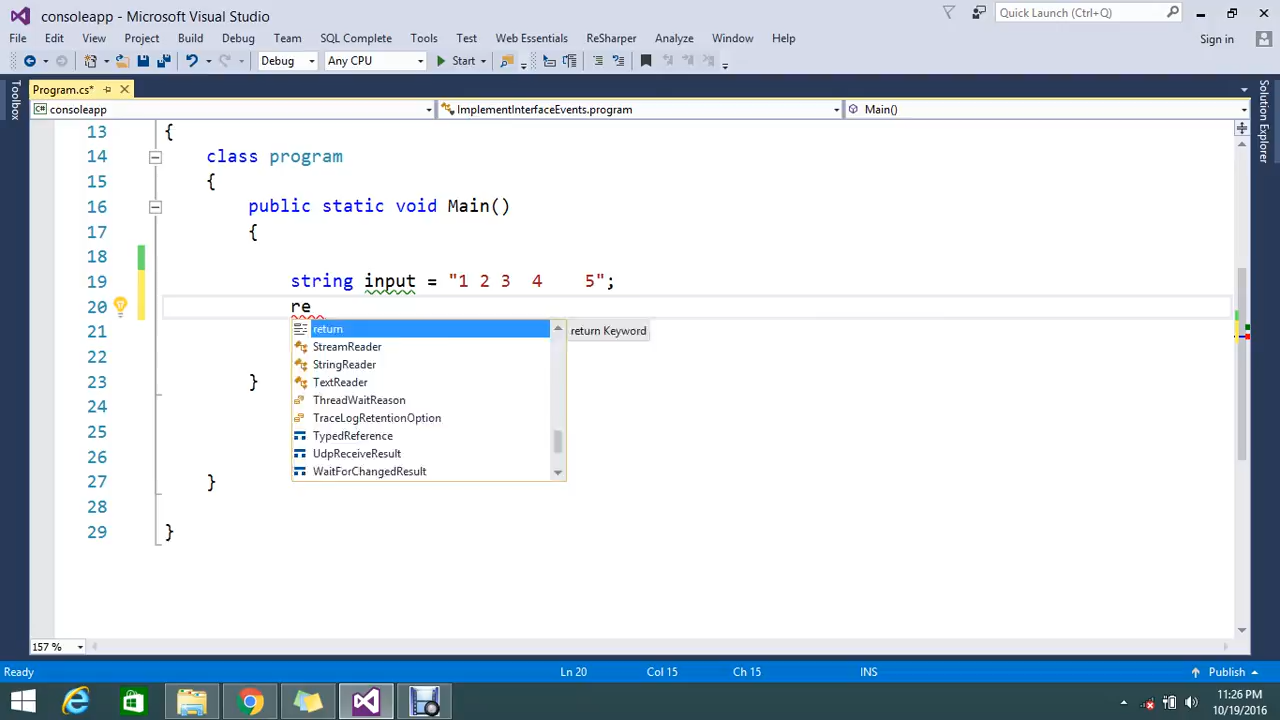 consoleapp - Microsoft Visual Studio
Quick Launch (Ctrl+Q)
File Edit View Project Build Debug Team SQL Complete Tools Test Web Essentials ReSharper Analyze Window Help
Sign in
Debug Any CPU Start
Program.cs*
Toolbox
Solution Explorer
consoleapp ImplementInterfaceEvents.program Main()
13 {
14 class program
15 {
16 public static void Main()
17 {
18
19 string input = "1 2 3  4    5";
20 re
return
return Keyword
21
StreamReader
22
StringReader
TextReader
23 }
ThreadWaitReason
24
TraceLogRetentionOption
25
TypedReference
26
UdpReceiveResult
WaitForChangedResult
27 }
28
29 }
157 %
Ready Ln 20 Col 15 Ch 15 INS Publish
11:26 PM
10/19/2016